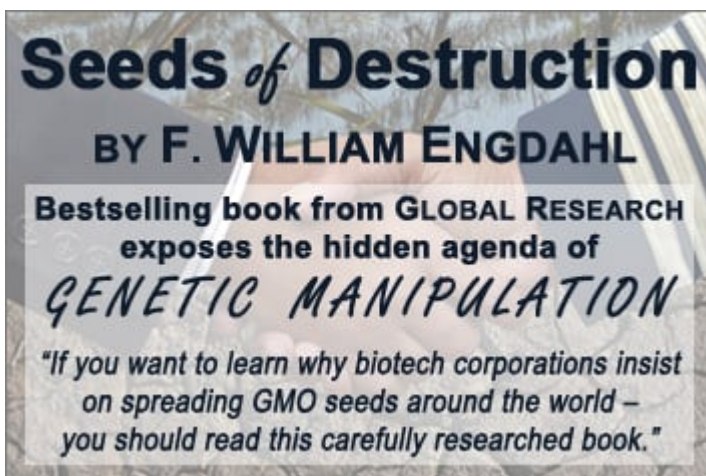 Seeds of Destruction
BY F. WILLIAM ENGDAHL
Bestselling book from GLOBAL RESEARCH
exposes the hidden agenda of
GENETIC MANIPULATION
"If you want to learn why biotech corporations insist
on spreading GMO seeds around the world –
you should read this carefully researched book."